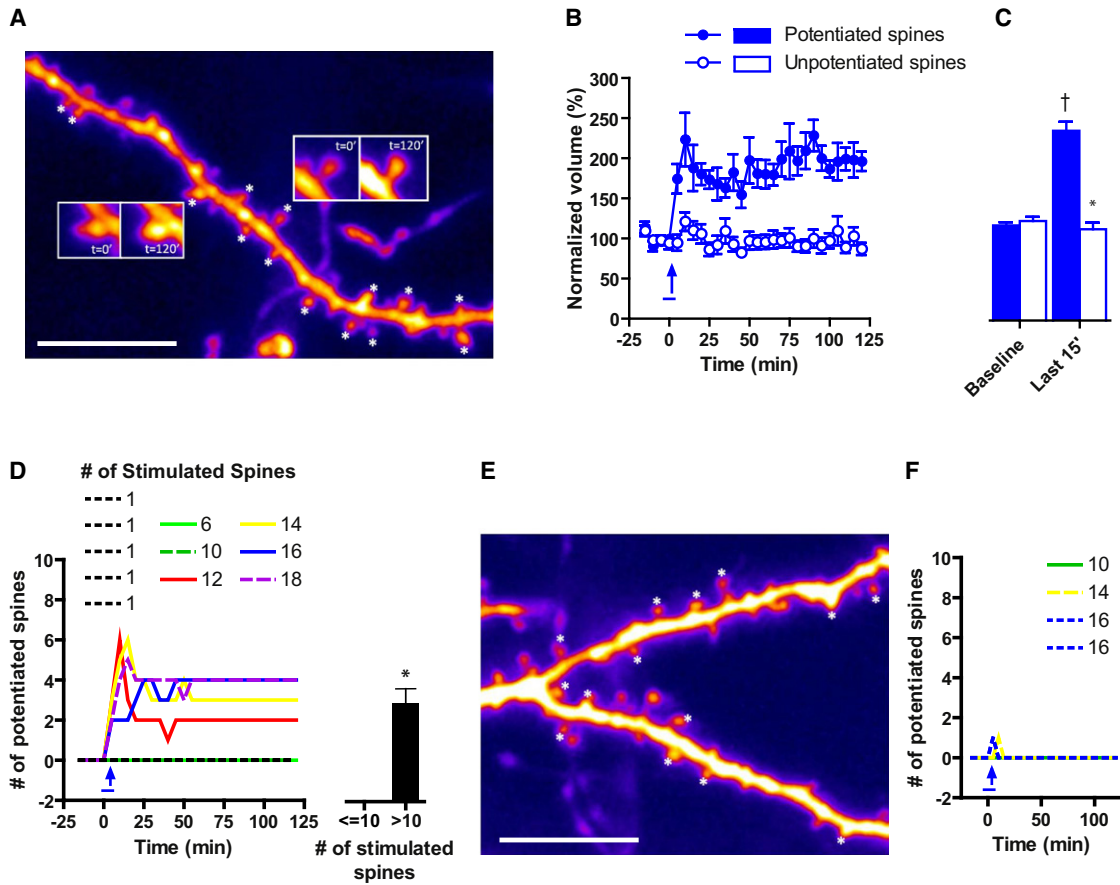 A
t=0'
t=120'
t=0'
t=120'
B
Potentiated spines
Unpotentiated spines
Normalized volume (%)
300
250
200
150
100
50
0
-25
0
25
50
75
100
125
Time (min)
C
†
*
Baseline
Last 15'
D
# of Stimulated Spines
1
1
1
1
1
6
10
12
14
16
18
# of potentiated spines
10
8
6
4
2
0
-2
-25
0
25
50
75
100
125
Time (min)
*
<=10
>10
# of stimulated
spines
E
F
10
14
16
16
# of potentiated spines
10
8
6
4
2
0
-2
0
50
100
Time (min)